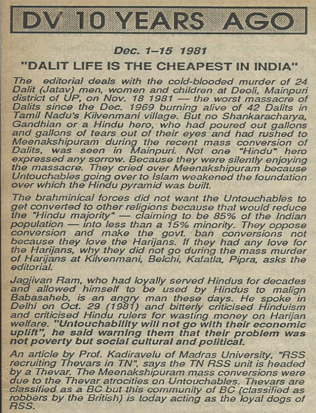 DV 10 YEARS AGO
Dec. 1–15 1981
"DALIT LIFE IS THE CHEAPEST IN INDIA"
The editorial deals with the cold-blooded murder of 24
Dalit (Jatav) men, women and children at Deoli, Mainpuri
district of UP, on Nov. 18 1981 — the worst massacre of
Dalits since the Dec. 1969 burning alive of 42 Dalits in
Tamil Nadu's Kilvenmani village. But no Shankaracharya,
Gandhian or a Hindu hero, who had poured out gallons
and gallons of tears out of their eyes and had rushed to
Meenakshipuram during the recent mass conversion of
Dalits, was seen in Mainpuri. Not one "Hindu" here
expressed any sorrow. Because they were silently enjoying
the massacre. They cried over Meenakshipuram because
Untouchables going over to Islam weakened the foundation
over which the Hindu pyramid was built.
The brahminical forces did not want the Untouchables to
get converted to other religions because that would reduce
the "Hindu majority" — claiming to be 85% of the Indian
population — into less than a 15% minority. They oppose
conversion and make the govt. ban conversions not
because they love the Harijans. If they had any love for
the Harijans, why they did not go during the mass murder
of Harijans at Kilvenmani, Belchi, Kafalta, Pipra, asks the
editorial.
Jagjivan Ram, who had loyally served Hindus for decades
and allowed himself to be used by Hindus to malign
Babasaheb, is an angry man these days. He spoke in
Delhi on Oct. 29 (1981) and bitterly criticised Hinduism
and criticised Hindu rulers for wasting money on Harijan
welfare. "Untouchability will not go with their economic
uplift", he said warning them that their problem was
not poverty but social cultural and political.
An article by Prof. Kadiravelu of Madras University, "RSS
recruiting Thevars in TN", says the TN RSS unit is headed
by a Thevar. The Meenakshipuram mass conversions were
due to the Thevar atrocities on Untouchables. Thevars are
classified as a BC but this community of BC (classified as
robbers by the British) is today acting as the loyal dogs of
RSS.